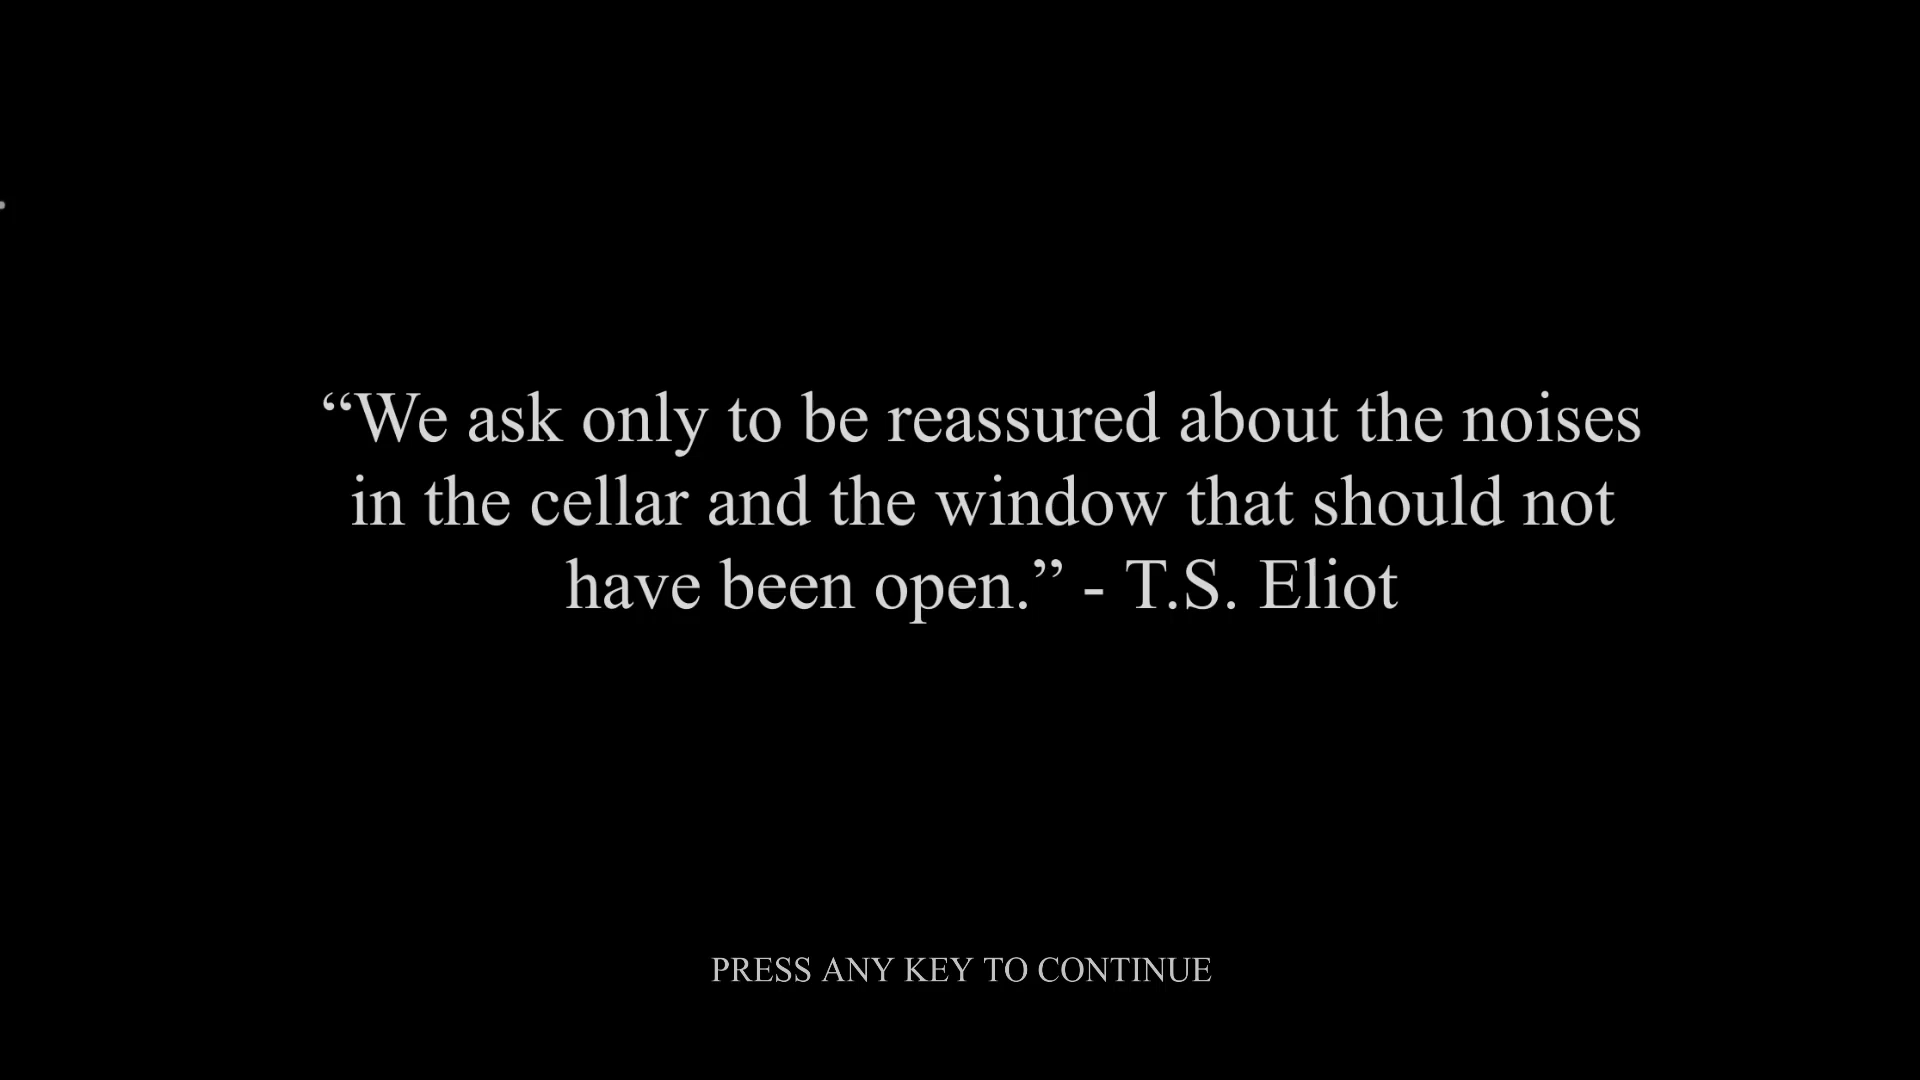 “We ask only to be reassured about the noises
in the cellar and the window that should not
have been open.” - T.S. Eliot
PRESS ANY KEY TO CONTINUE